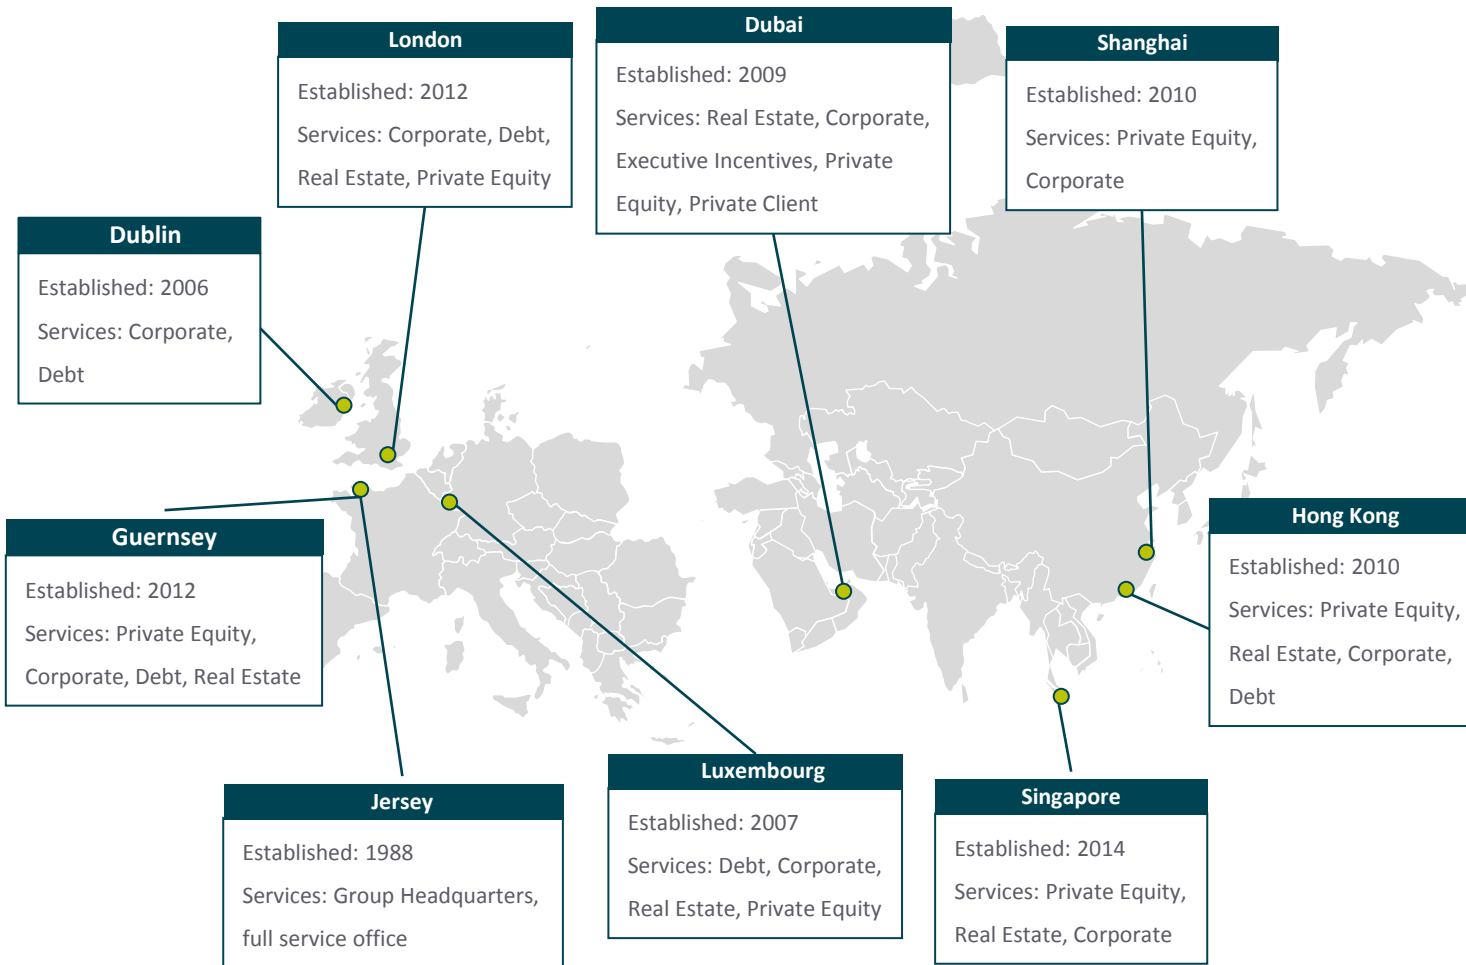 London
Established: 2012
Services: Corporate, Debt,
Real Estate, Private Equity
Dubai
Established: 2009
Services: Real Estate, Corporate,
Executive Incentives, Private
Equity, Private Client
Shanghai
Established: 2010
Services: Private Equity,
Corporate
Dublin
Established: 2006
Services: Corporate,
Debt
Guernsey
Established: 2012
Services: Private Equity,
Corporate, Debt, Real Estate
Hong Kong
Established: 2010
Services: Private Equity,
Real Estate, Corporate,
Debt
Jersey
Established: 1988
Services: Group Headquarters,
full service office
Luxembourg
Established: 2007
Services: Debt, Corporate,
Real Estate, Private Equity
Singapore
Established: 2014
Services: Private Equity,
Real Estate, Corporate